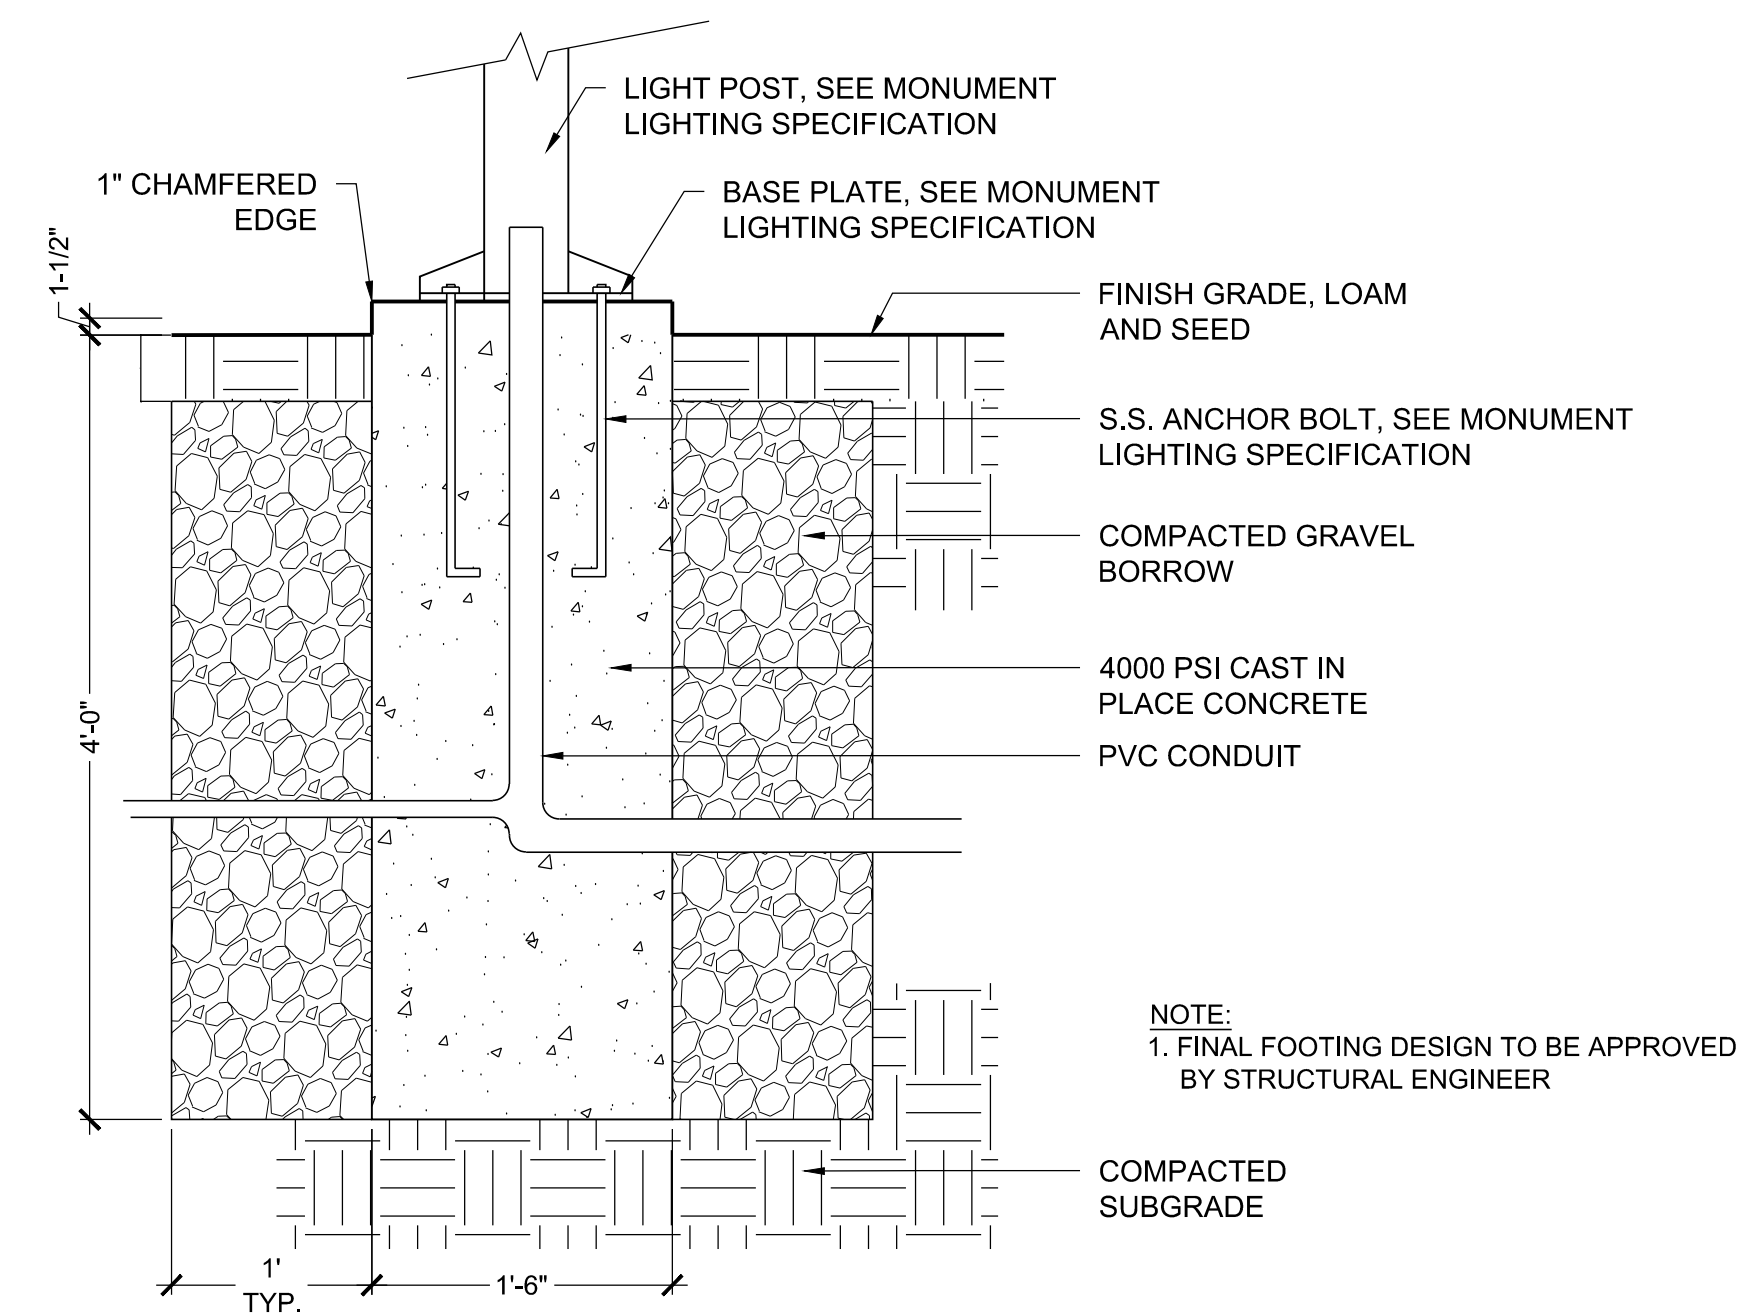 LIGHT POST, SEE MONUMENT
LIGHTING SPECIFICATION
1" CHAMFERED
EDGE
BASE PLATE, SEE MONUMENT
LIGHTING SPECIFICATION
1-1/2"
FINISH GRADE, LOAM
AND SEED
S.S. ANCHOR BOLT, SEE MONUMENT
LIGHTING SPECIFICATION
COMPACTED GRAVEL
BORROW
4000 PSI CAST IN
PLACE CONCRETE
4'-0"
PVC CONDUIT
NOTE:
1. FINAL FOOTING DESIGN TO BE APPROVED
BY STRUCTURAL ENGINEER
COMPACTED
SUBGRADE
1'
TYP.
1'-6"